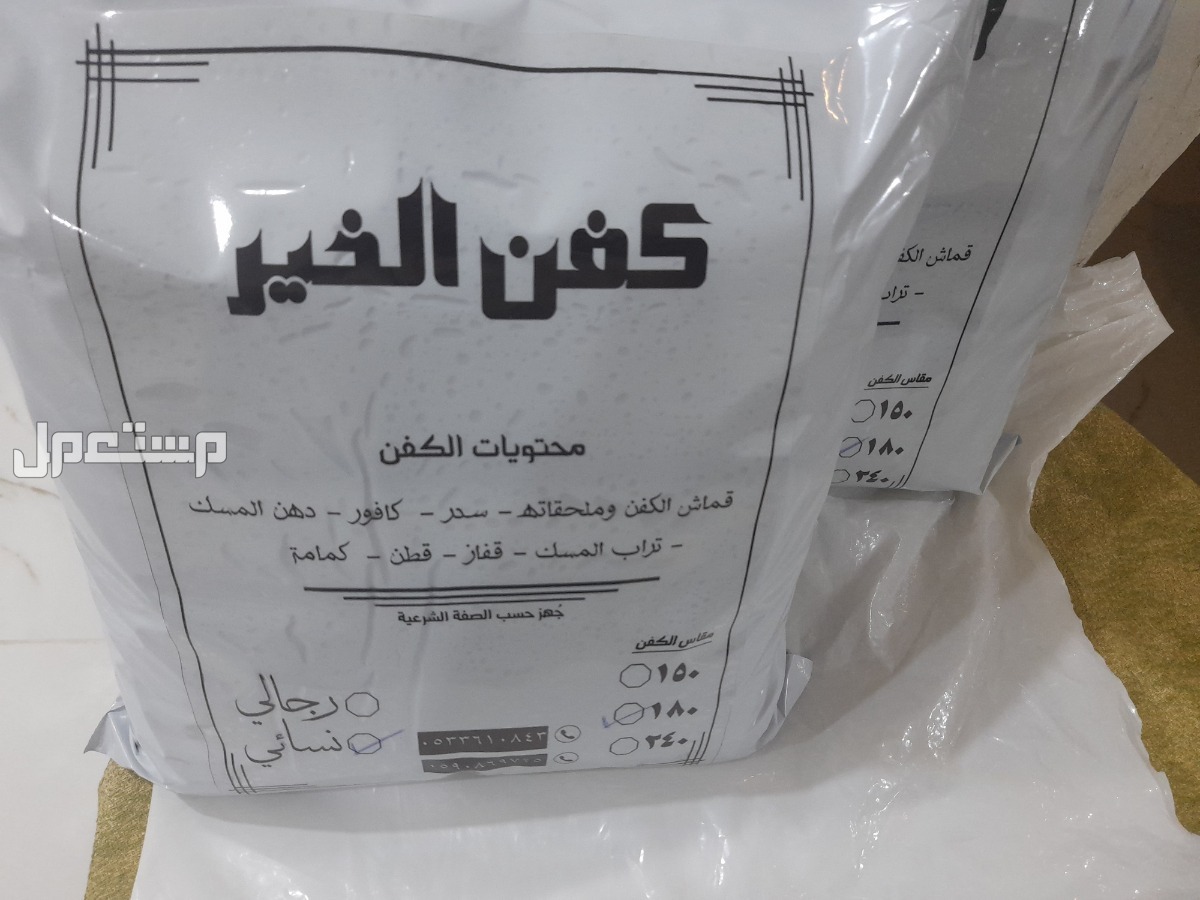 كفن الخير
محتويات الكفن
قماش الكفن وملحقاته - سدر - كافور - دهن المسك
- تراب المسك - قفاز - قطن - كمامة
جُهز حسب الصفة الشرعية
مقاس الكفن
١٥٠
١٨٠
٢٤٠
رجالي
نسائي
٠٥٣٣٦١٠٨٤٣
قماش
- تراب
مقاس الكفن
١٥٠
١٨٠
٢٤٠
مستعمل